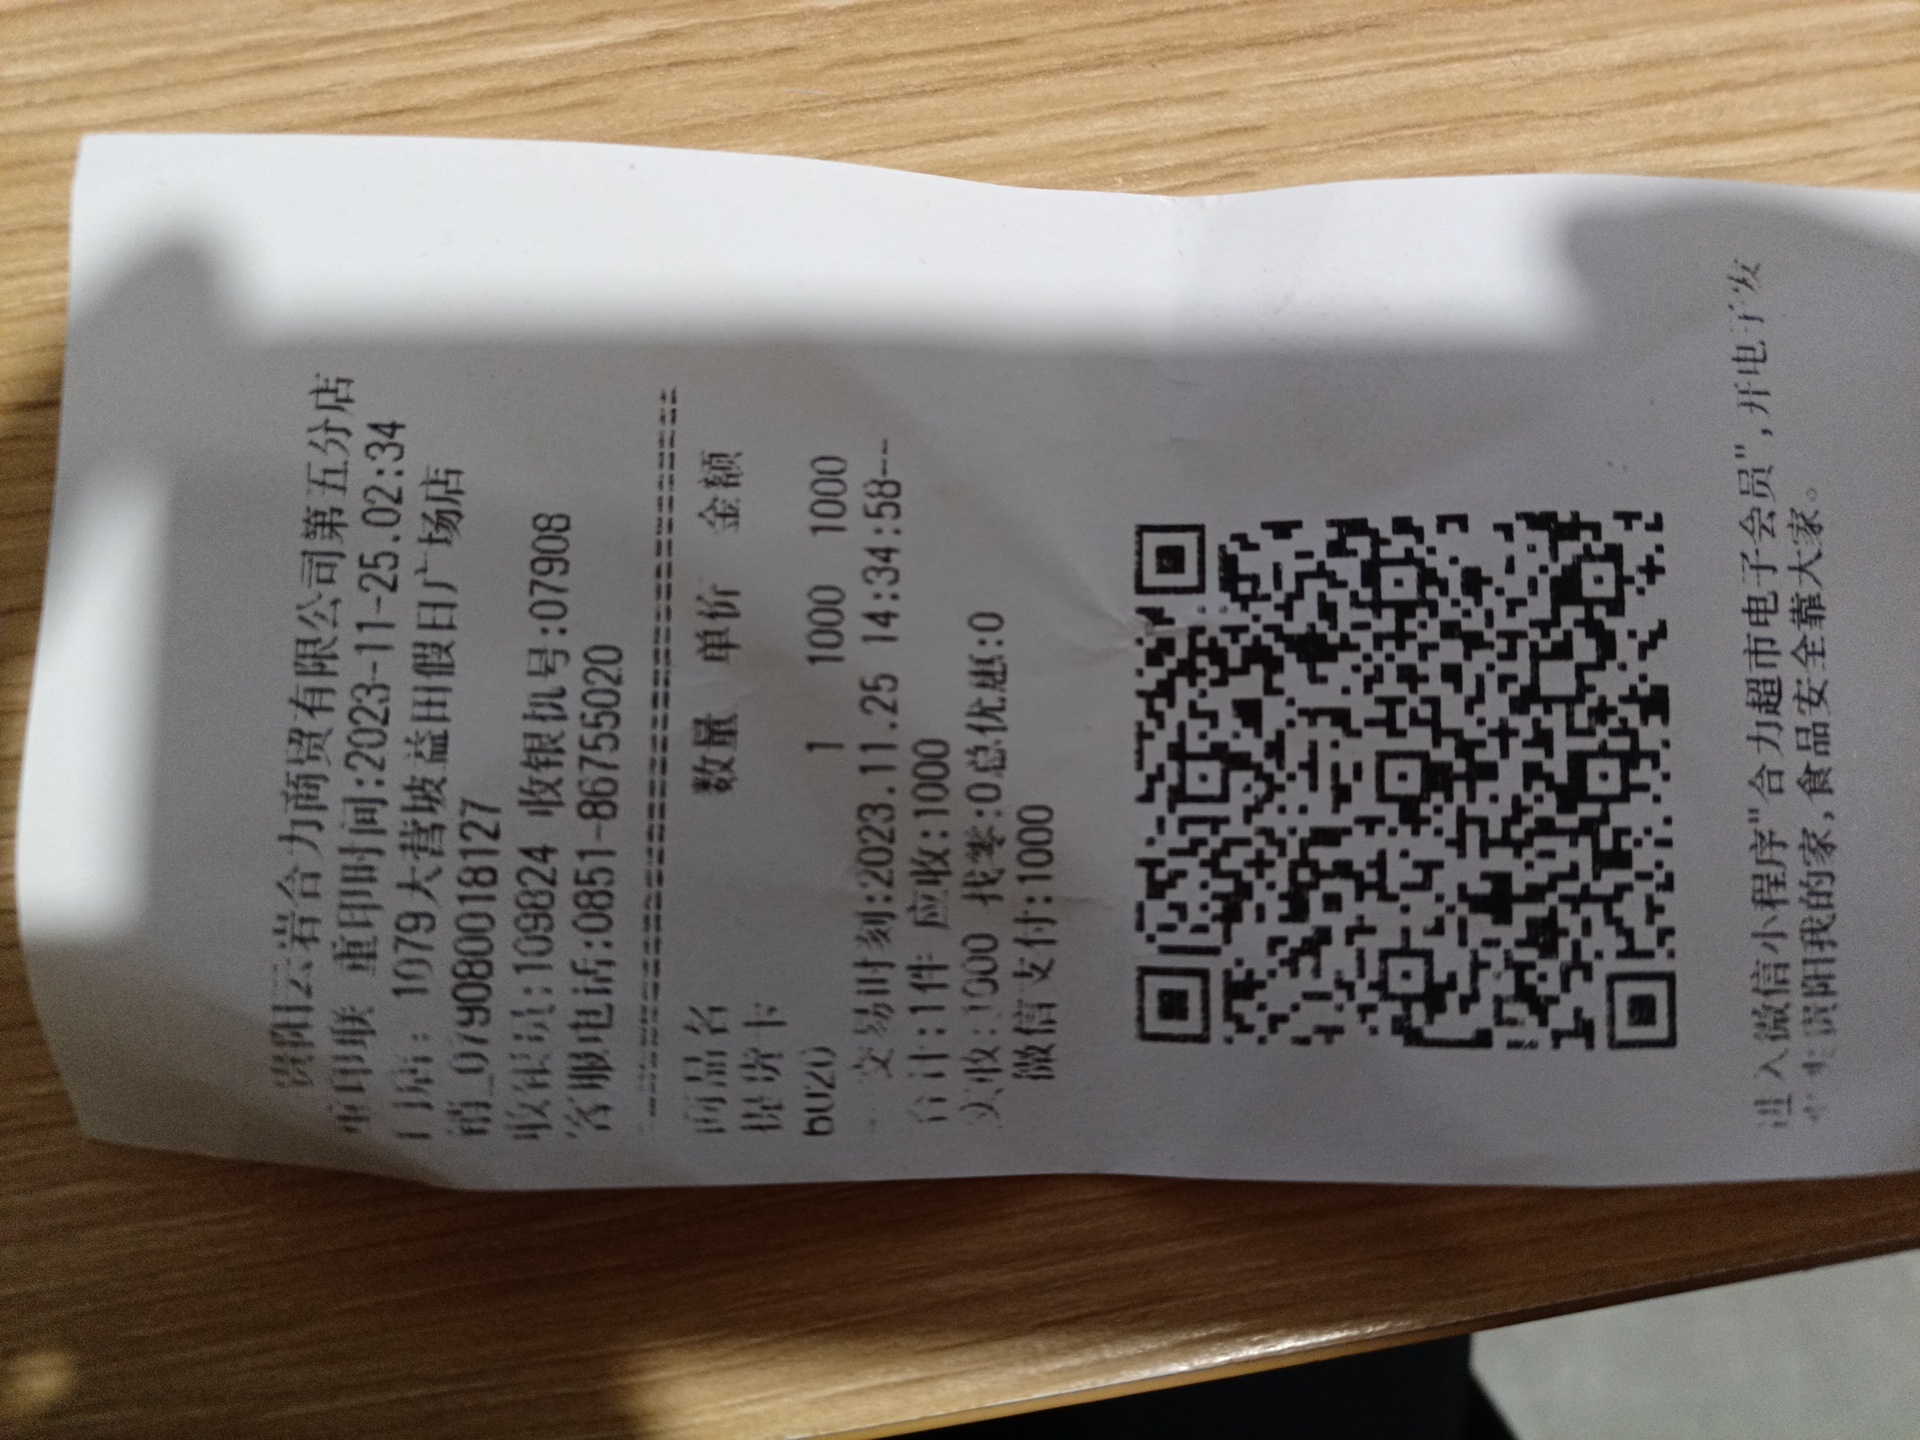 贵阳云岩合力商贸有限公司第五分店
重印联 重印时间:2023-11-25.02:34
门店: 1079大营坡益田假日广场店
销_079080018127
收银员:109824 收银机号:07908
客服电话:0851-86755020
商品名 数量 单价 金额
提货卡
6020 1 1000 1000
交易时刻:2023.11.25 14:34:58--
合计:1件 应收:1000
实收:1000 找零:0总优惠:0
微信支付:1000
进入微信小程序"合力超市电子会员",开电子发
贵阳我的家,食品安全靠大家。